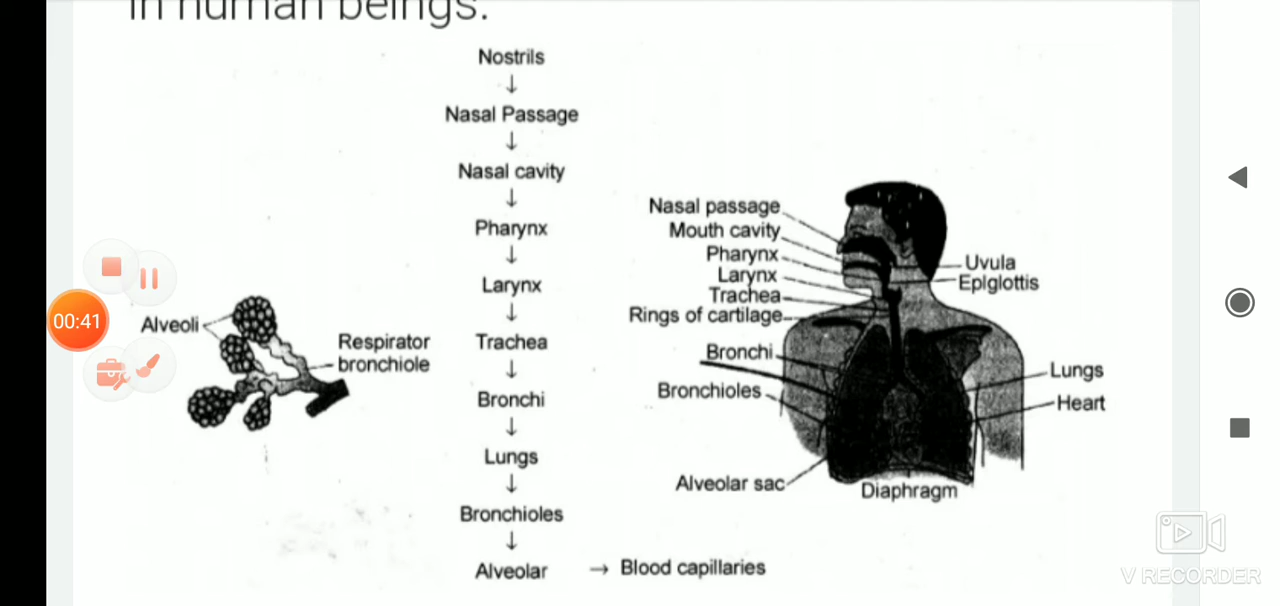 in human beings.
Nostrils
↓
Nasal Passage
↓
Nasal cavity
↓
Pharynx
↓
Larynx
↓
Trachea
↓
Bronchi
↓
Lungs
↓
Bronchioles
↓
Alveolar → Blood capillaries
Alveoli
Respirator
bronchiole
Nasal passage
Mouth cavity
Pharynx
Larynx
Trachea
Rings of cartilage
Bronchi
Bronchioles
Alveolar sac
Uvula
Epiglottis
Lungs
Heart
Diaphragm
00:41
V RECORDER